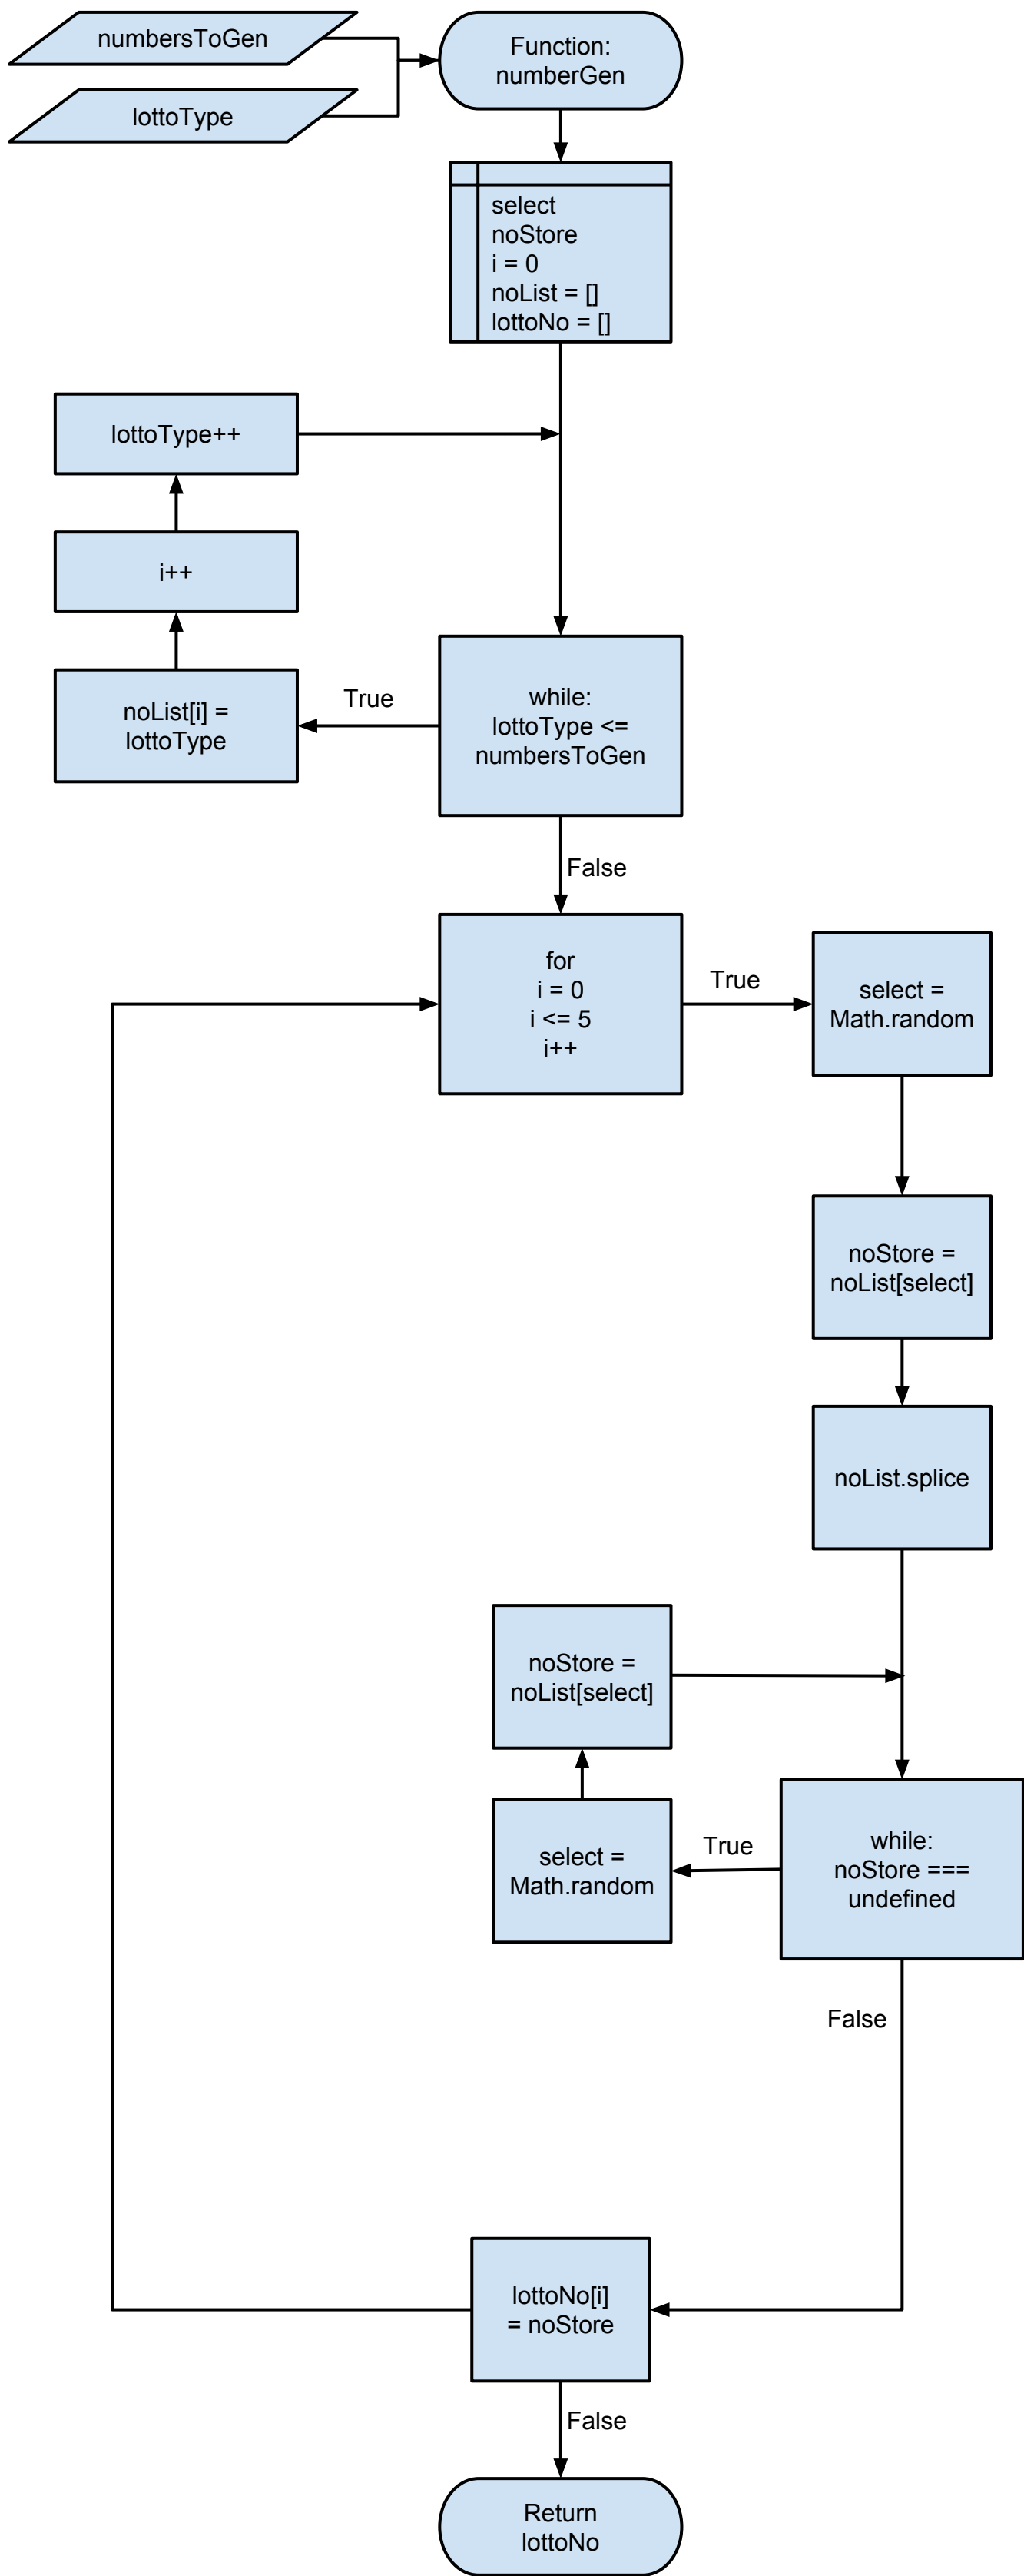 numbersToGen
lottoType
Function:
numberGen
select
noStore
i = 0
noList = []
lottoNo = []
lottoType++
i++
noList[i] =
lottoType
True
while:
lottoType <=
numbersToGen
False
for
i = 0
i <= 5
i++
True
select =
Math.random
noStore =
noList[select]
noList.splice
noStore =
noList[select]
select =
Math.random
True
while:
noStore ===
undefined
False
lottoNo[i]
= noStore
False
Return
lottoNo